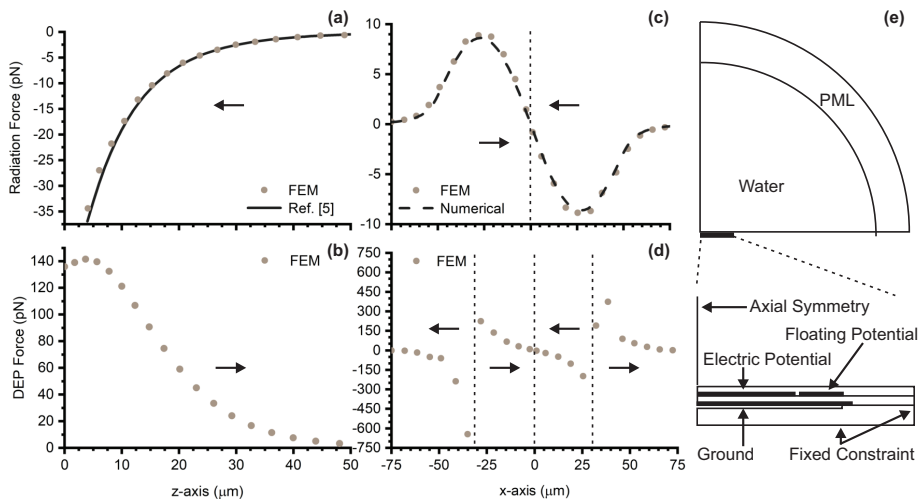 (a)
Radiation Force (pN)
0
-5
-10
-15
-20
-25
-30
-35
FEM
Ref. [5]
(c)
10
5
0
-5
-10
FEM
Numerical
(b)
DEP Force (pN)
140
120
100
80
60
40
20
0
FEM
0 10 20 30 40 50
z-axis (μm)
(d)
750
600
450
300
150
0
-150
-300
-450
-600
-750
FEM
-75 -50 -25 0 25 50 75
x-axis (μm)
(e)
PML
Water
Axial Symmetry
Floating Potential
Electric Potential
Ground
Fixed Constraint